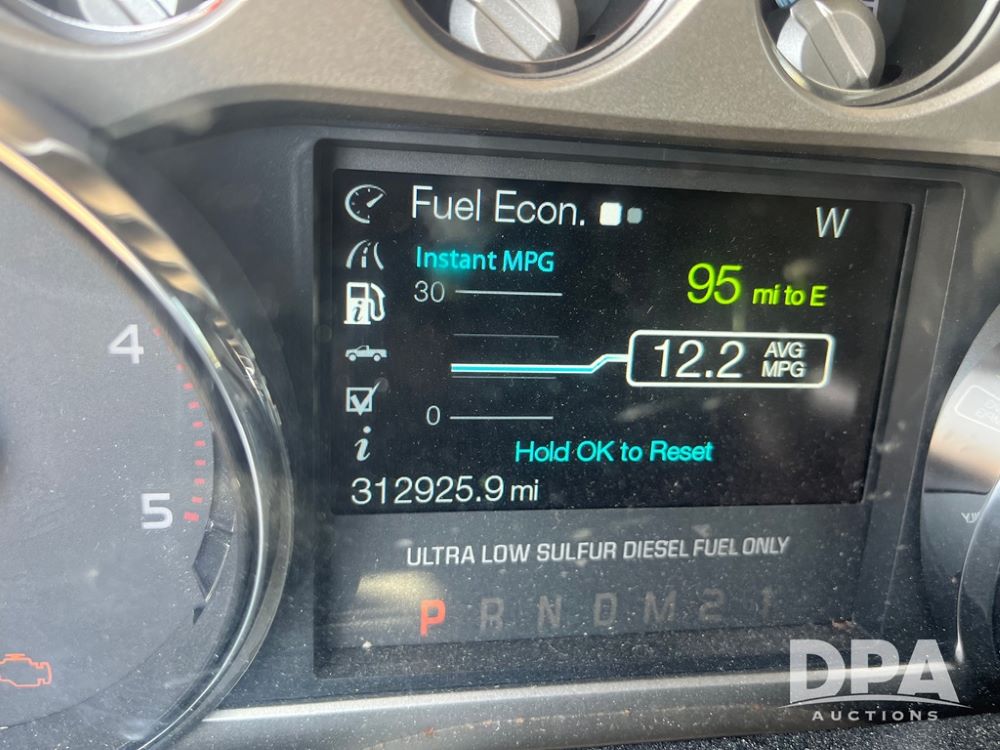 Fuel Econ.
W
Instant MPG
30
95 mi to E
12.2 AVG MPG
0
Hold OK to Reset
312925.9 mi
4
5
ULTRA LOW SULFUR DIESEL FUEL ONLY
P R N D M 2 1
DPA
AUCTIONS